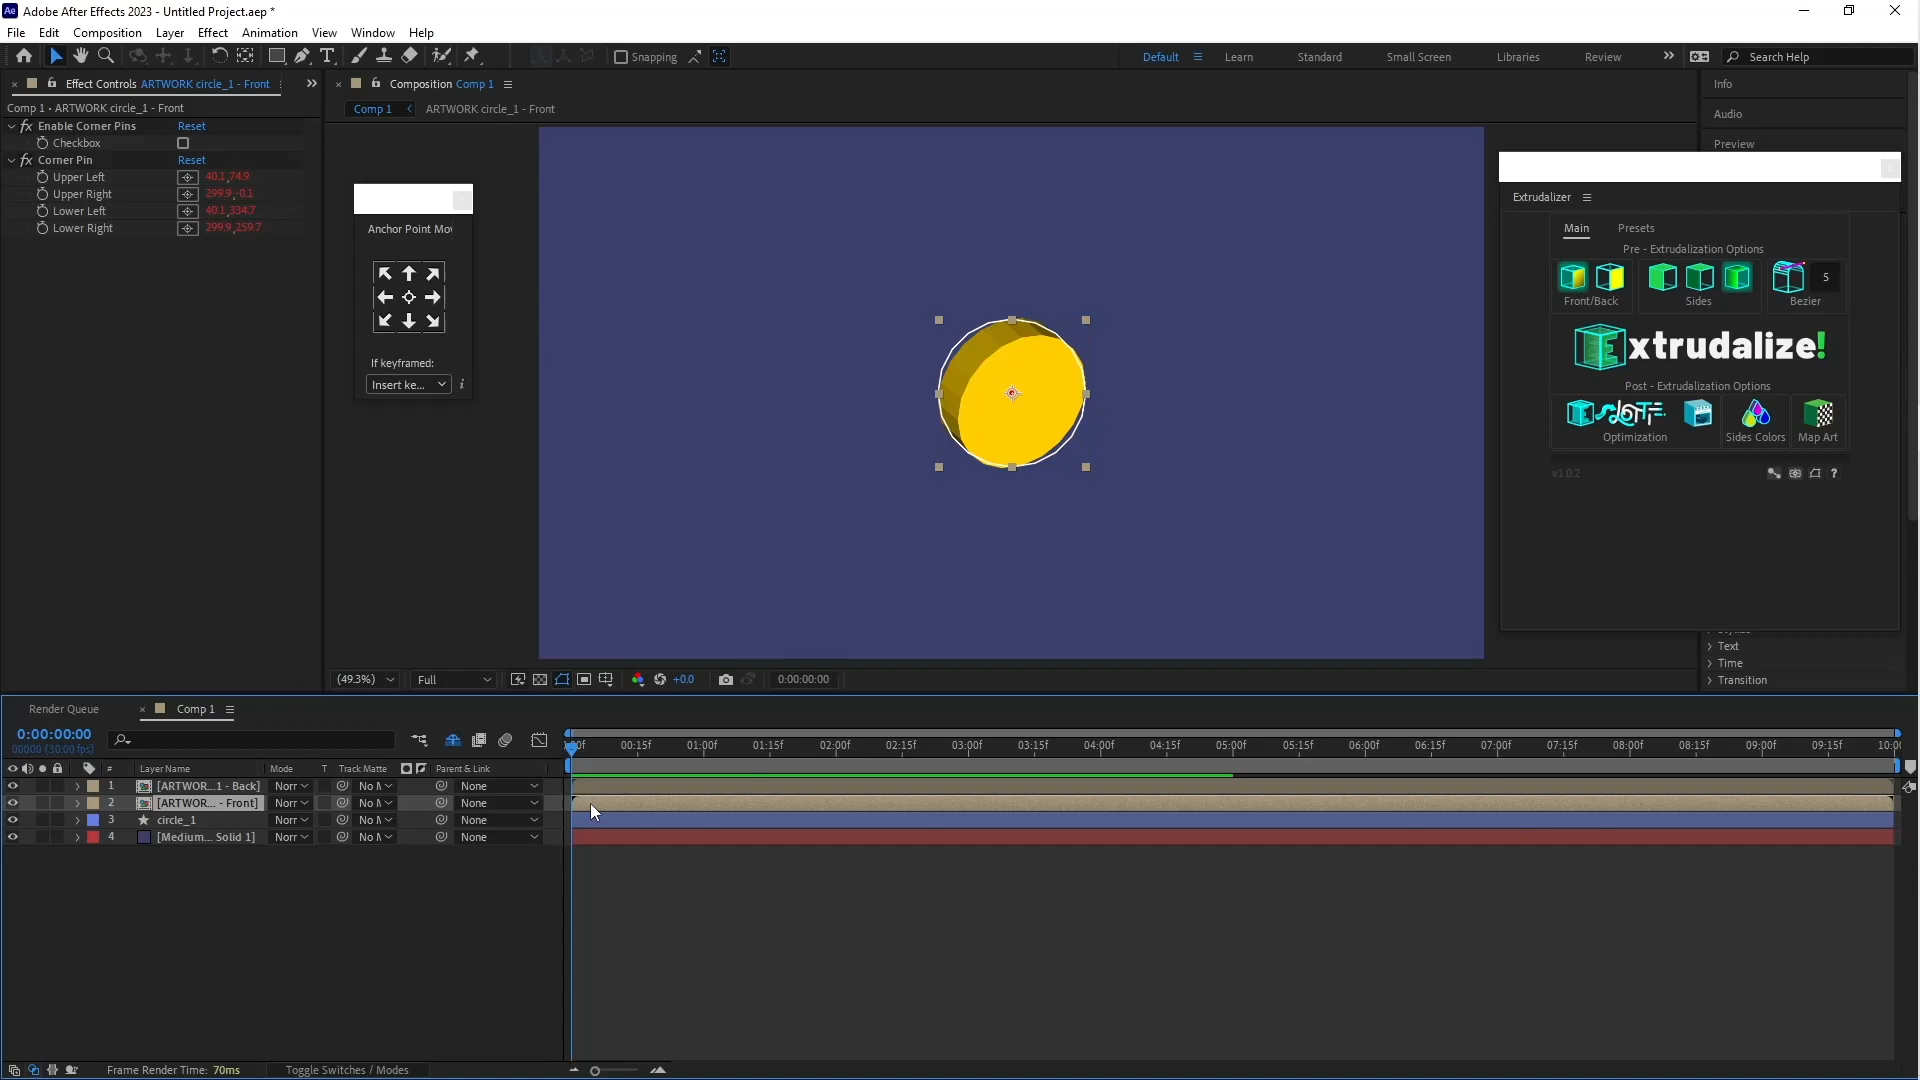 Adobe After Effects 2023 - Untitled Project.aep *
File Edit Composition Layer Effect Animation View Window Help
Snapping
Default Learn Standard Small Screen Libraries Review
Search Help
Effect Controls ARTWORK circle_1 - Front
Composition Comp 1
Info
Comp 1 • ARTWORK circle_1 - Front
Comp 1
ARTWORK circle_1 - Front
Audio
fx Enable Corner Pins Reset
Checkbox
Preview
fx Corner Pin Reset
Upper Left 40.1,74.9
Upper Right 299.9,-0.1
Lower Left 40.1,334.7
Lower Right 299.9,259.7
Anchor Point Mov
If keyframed:
Insert ke...
i
Extrudalizer
Main Presets
Pre - Extrudalization Options
5
Front/Back Sides Bezier
Extrudalize!
Post - Extrudalization Options
Optimization Sides Colors Map Art
v1.0.2
?
Text
Time
Transition
(49.3%) Full +0.0 0:00:00:00
Render Queue Comp 1
0:00:00:00
00000 (30.00 fps)
00:15f 01:00f 01:15f 02:00f 02:15f 03:00f 03:15f 04:00f 04:15f 05:00f 05:15f 06:00f 06:15f 07:00f 07:15f 08:00f 08:15f 09:00f 09:15f 10:0
# Layer Name Mode T Track Matte Parent & Link
1 [ARTWOR...1 - Back] Norr No M None
2 [ARTWOR... - Front] Norr No M None
3 circle_1 Norr No M None
4 [Medium... Solid 1] Norr No M None
Frame Render Time: 70ms
Toggle Switches / Modes